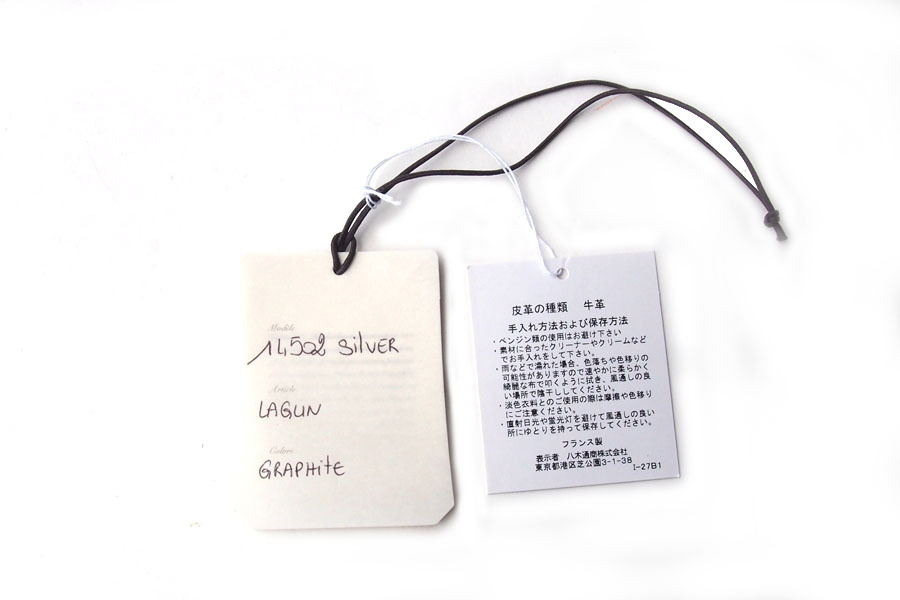 Modèle
14502 SILVER
Article
LAGUN
Coloris
GRAPHITE
皮革の種類 牛革
手入れ方法および保存方法
・ベンジン類の使用はお避け下さい
・素材に合ったクリーナーやクリームなど
でお手入れをして下さい。
・雨などで濡れた場合、色落ちや色移りの
可能性がありますので速やかに柔らかく
綺麗な布で叩くように拭き、風通しの良
い場所で陰干ししてください。
・淡色衣料とのご使用の際は摩擦や色移り
にご注意ください。
・直射日光や蛍光灯を避けて風通しの良い
所にゆとりを持って保存してください。
フランス製
表示者 八木通商株式会社
東京都港区芝公園3-1-38
I-27B1